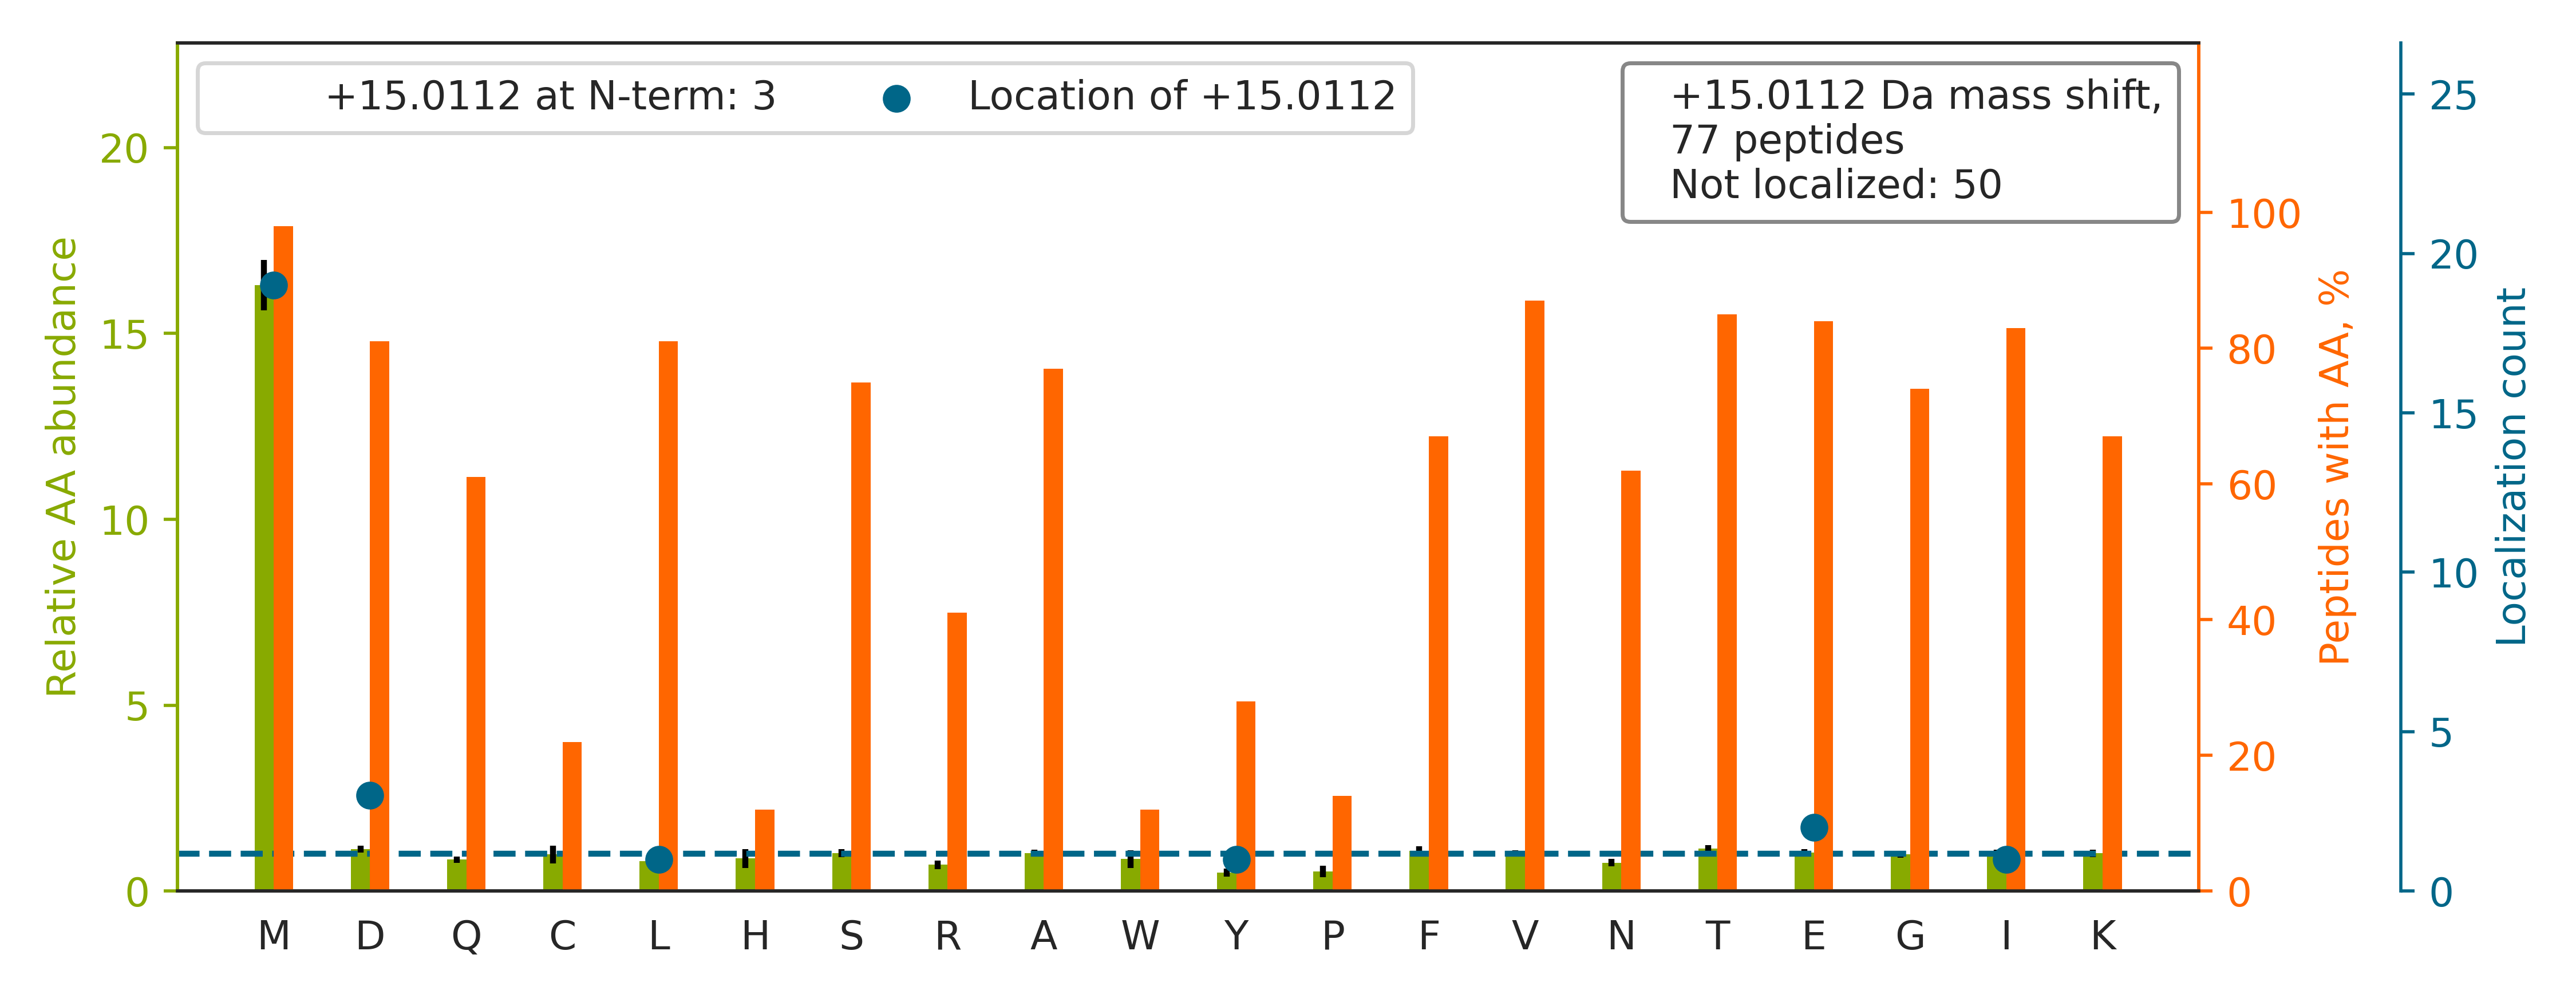 +15.0112 at N-term: 3
Location of +15.0112
+15.0112 Da mass shift,
77 peptides
Not localized: 50
Relative AA abundance
20
15
10
5
0
100
80
60
40
20
0
Peptides with AA, %
25
20
15
10
5
0
Localization count
M D Q C L H S R A W Y P F V N T E G I K